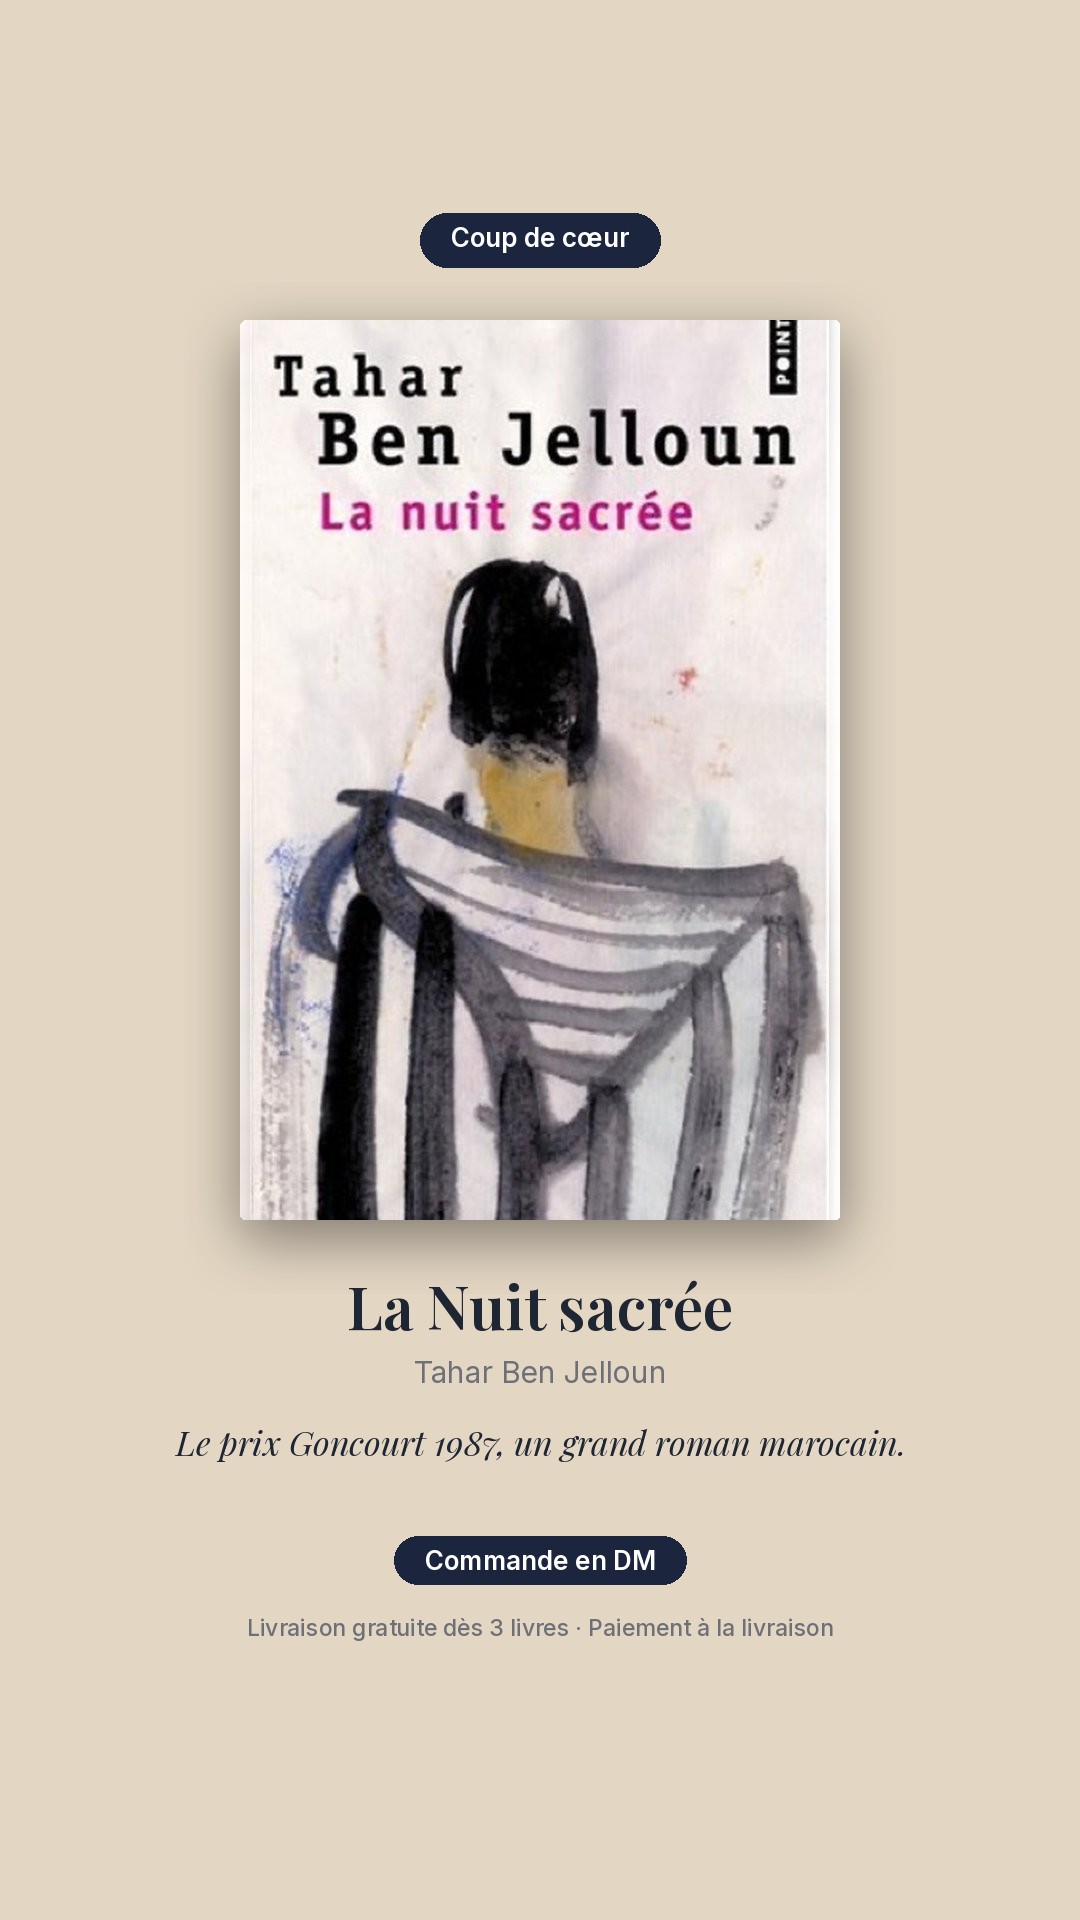 Coup de cœur
POINT
Tahar
Ben Jelloun
La nuit sacrée
La Nuit sacrée
Tahar Ben Jelloun
Le prix Goncourt 1987, un grand roman marocain.
Commande en DM
Livraison gratuite dès 3 livres · Paiement à la livraison